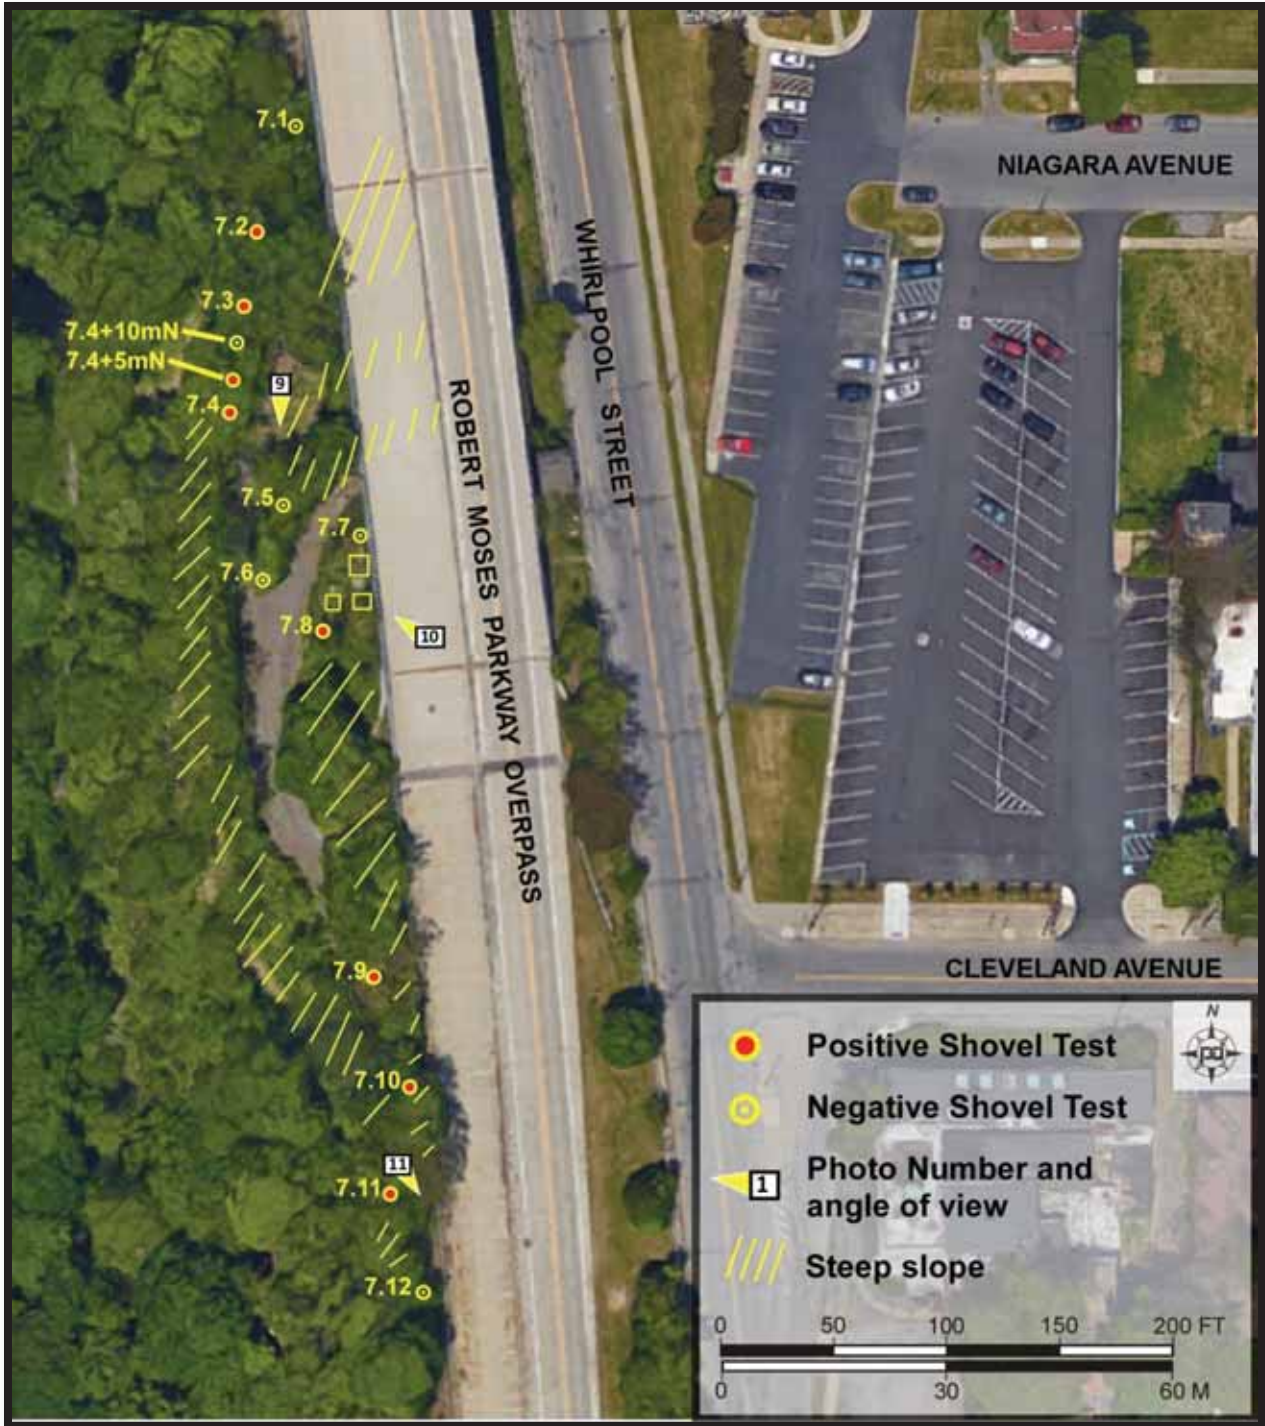 7.1
NIAGARA AVENUE
7.2
WHIRLPOOL STREET
7.3
7.4+10mN
7.4+5mN
9
7.4
ROBERT MOSES PARKWAY OVERPASS
7.5
7.7
7.6
7.8
10
7.9
CLEVELAND AVENUE
7.10
11
7.11
7.12
N
pa
Positive Shovel Test
Negative Shovel Test
1
Photo Number and
angle of view
Steep slope
0 50 100 150 200 FT
0 30 60 M